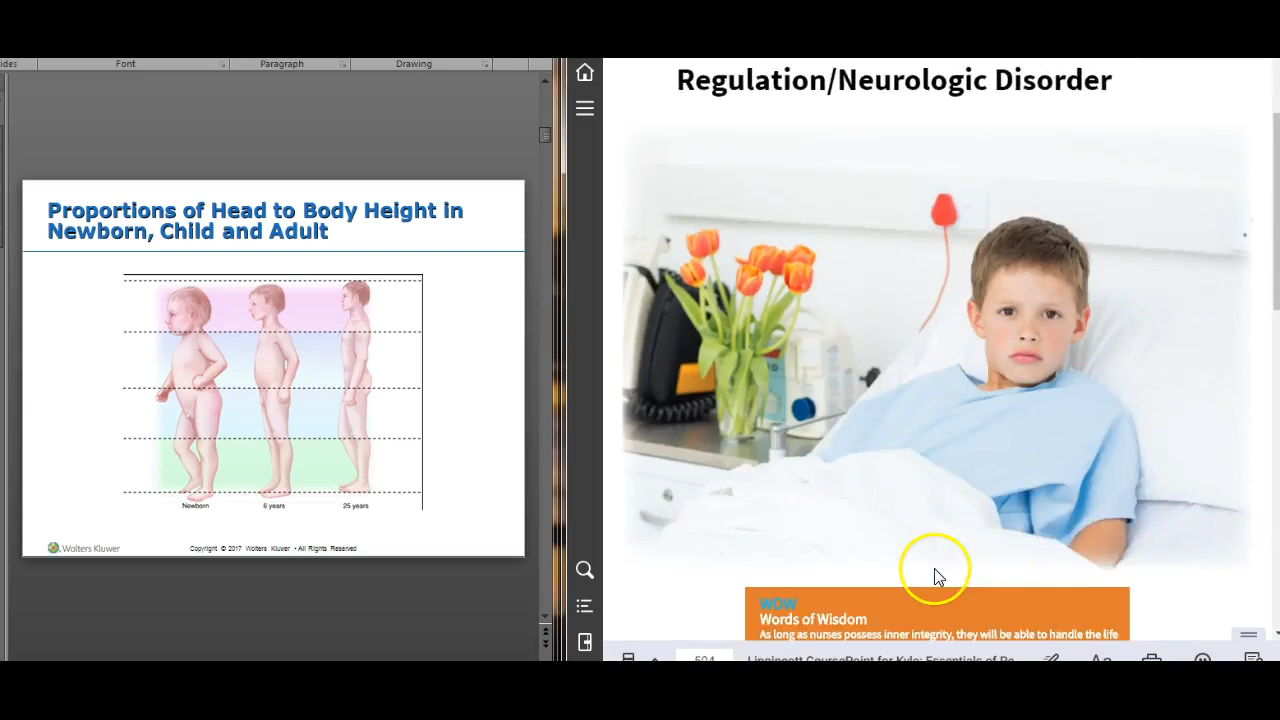 Font
Paragraph
Drawing
Proportions of Head to Body Height in
Newborn, Child and Adult
Newborn
6 years
25 years
Wolters Kluwer
Copyright © 2017 Wolters Kluwer • All Rights Reserved
Regulation/Neurologic Disorder
WOW
Words of Wisdom
As long as nurses possess inner integrity, they will be able to handle the life
504
Lippincott CoursePoint for Kyle: Essentials of Pe